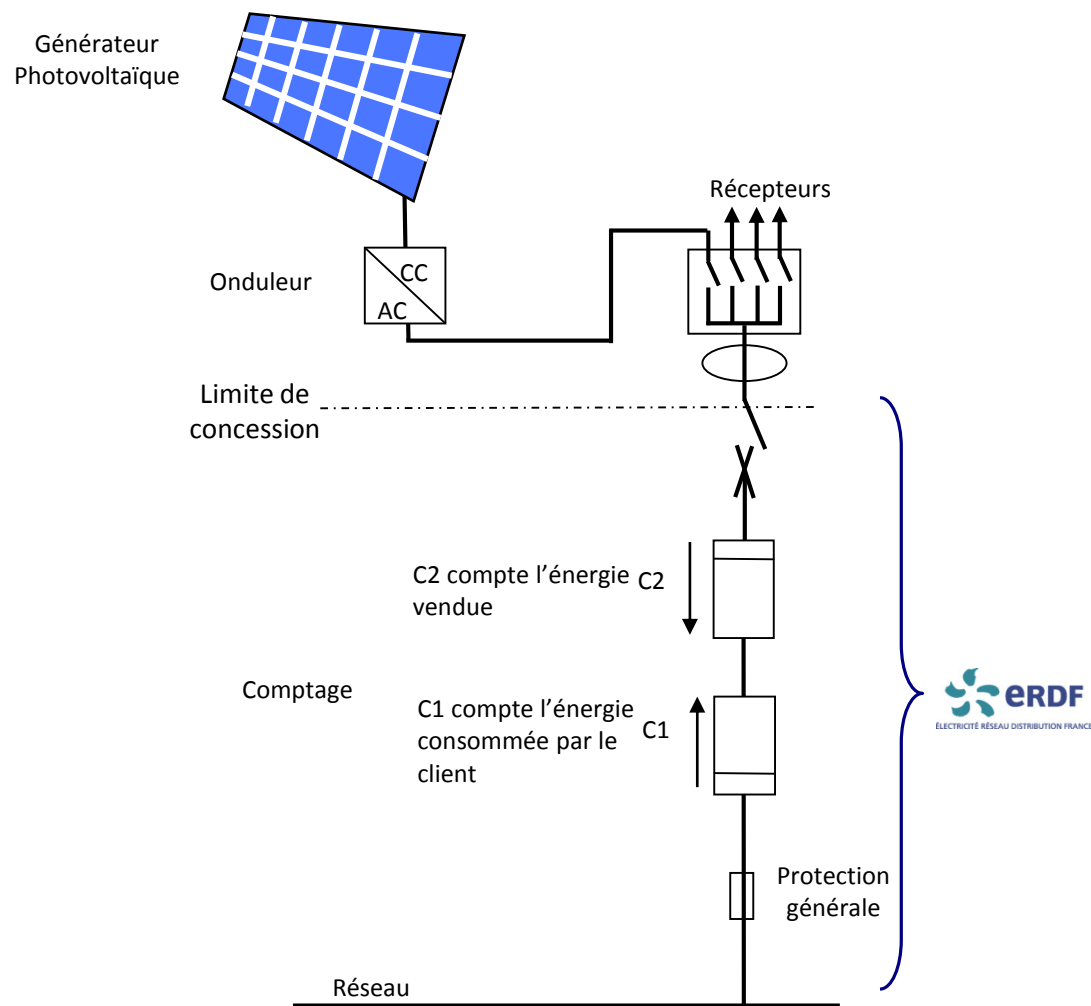 Générateur
Photovoltaïque
Récepteurs
Onduleur
CC
AC
Limite de
concession
C2 compte l’énergie
vendue
C2
Comptage
C1 compte l’énergie
consommée par le
client
C1
eRDF
ÉLECTRICITÉ RÉSEAU DISTRIBUTION FRANCE
Protection
générale
Réseau